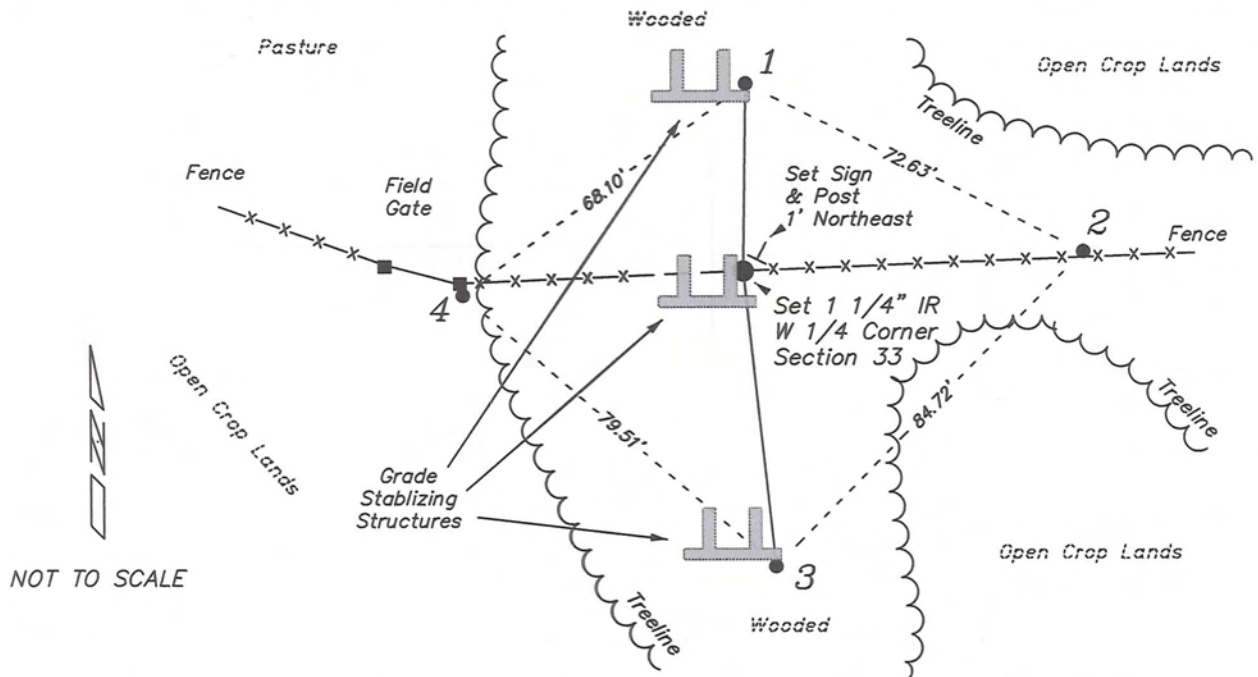 Wooded
Pasture
1
Open Crop Lands
Treeline
72.63'
Fence
Field
Gate
68.10'
Set Sign
& Post
1' Northeast
2
Fence
4
Set 1 1/4" IR
W 1/4 Corner
Section 33
Open Crop Lands
79.51'
84.72'
Treeline
Grade
Stablizing
Structures
N
NOT TO SCALE
3
Open Crop Lands
Treeline
Wooded